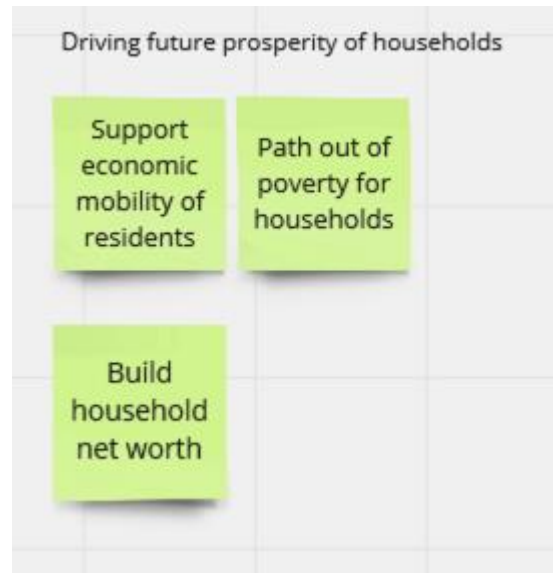 Driving future prosperity of households
Support
economic
mobility of
residents
Path out of
poverty for
households
Build
household
net worth